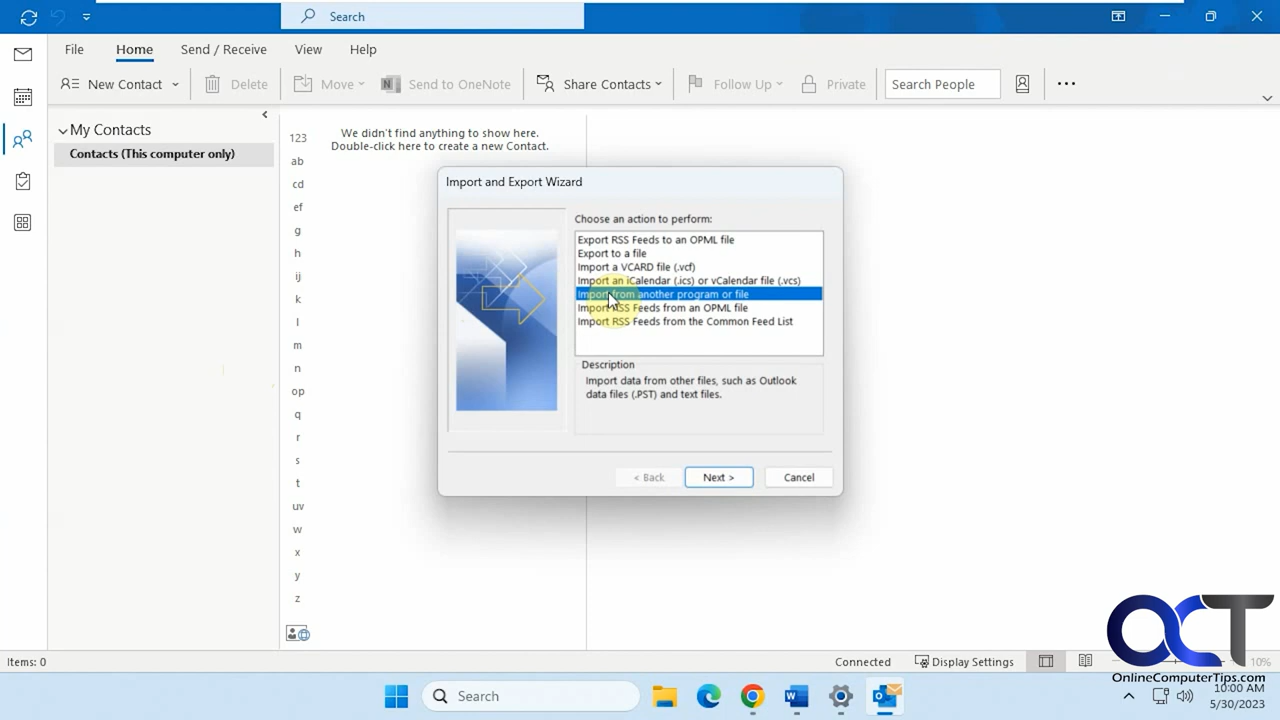 Search
File
Home
Send / Receive
View
Help
New Contact
Delete
Move
Send to OneNote
Share Contacts
Follow Up
Private
Search People
My Contacts
Contacts (This computer only)
We didn't find anything to show here.
Double-click here to create a new Contact.
123
ab
cd
ef
g
h
ij
k
l
m
n
op
q
r
s
t
uv
w
x
y
z
Import and Export Wizard
Choose an action to perform:
Export RSS Feeds to an OPML file
Export to a file
Import a VCARD file (.vcf)
Import an iCalendar (.ics) or vCalendar file (.vcs)
Import from another program or file
Import RSS Feeds from an OPML file
Import RSS Feeds from the Common Feed List
Description
Import data from other files, such as Outlook
data files (.PST) and text files.
< Back
Next >
Cancel
OCT
OnlineComputerTips.com
Items: 0
Connected
Display Settings
10%
Search
10:00 AM
5/30/2023